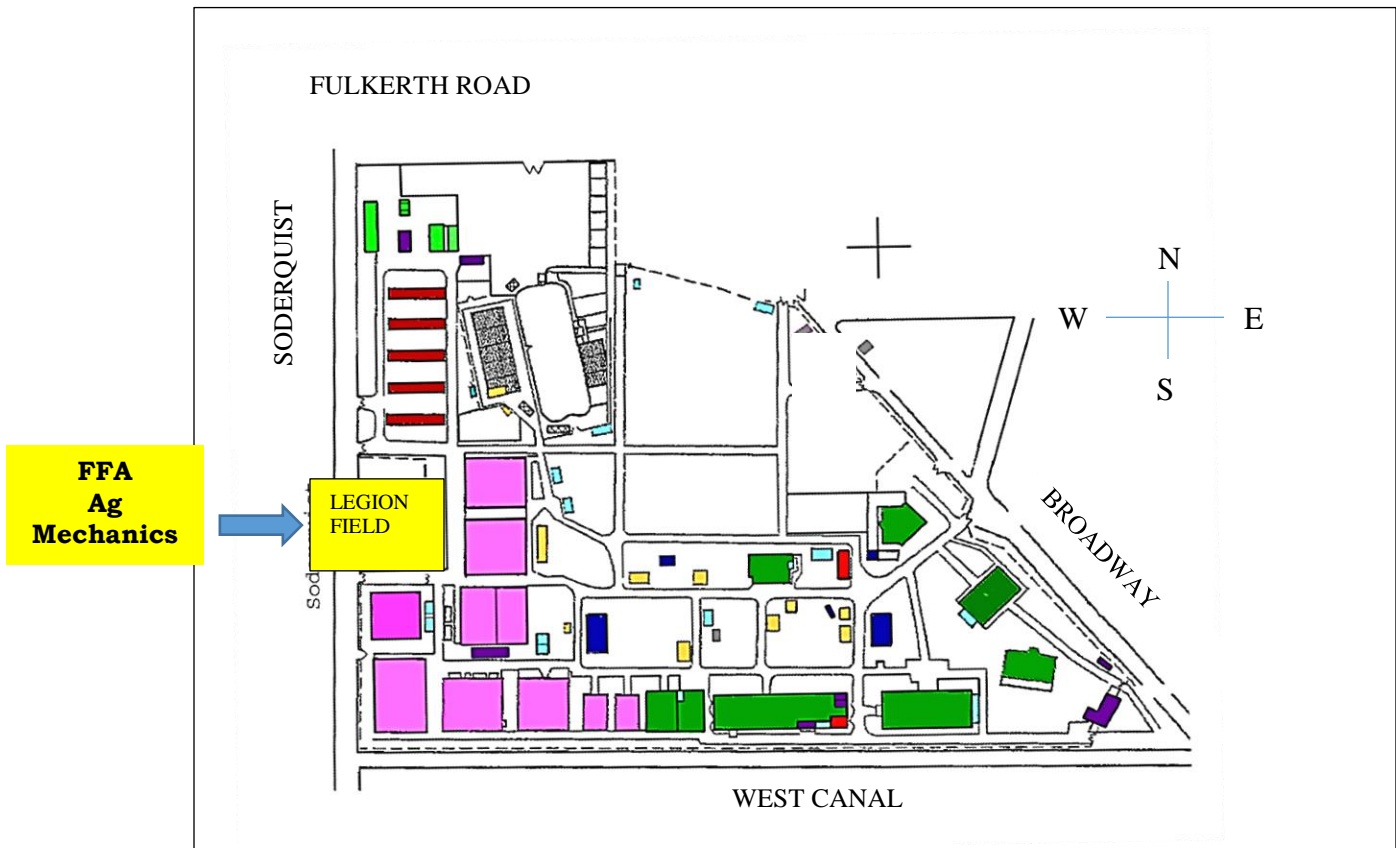 FULKERTH ROAD
SODERQUIST
N
W
E
S
FFA
Ag
Mechanics
LEGION
FIELD
Sod
BROADWAY
WEST CANAL